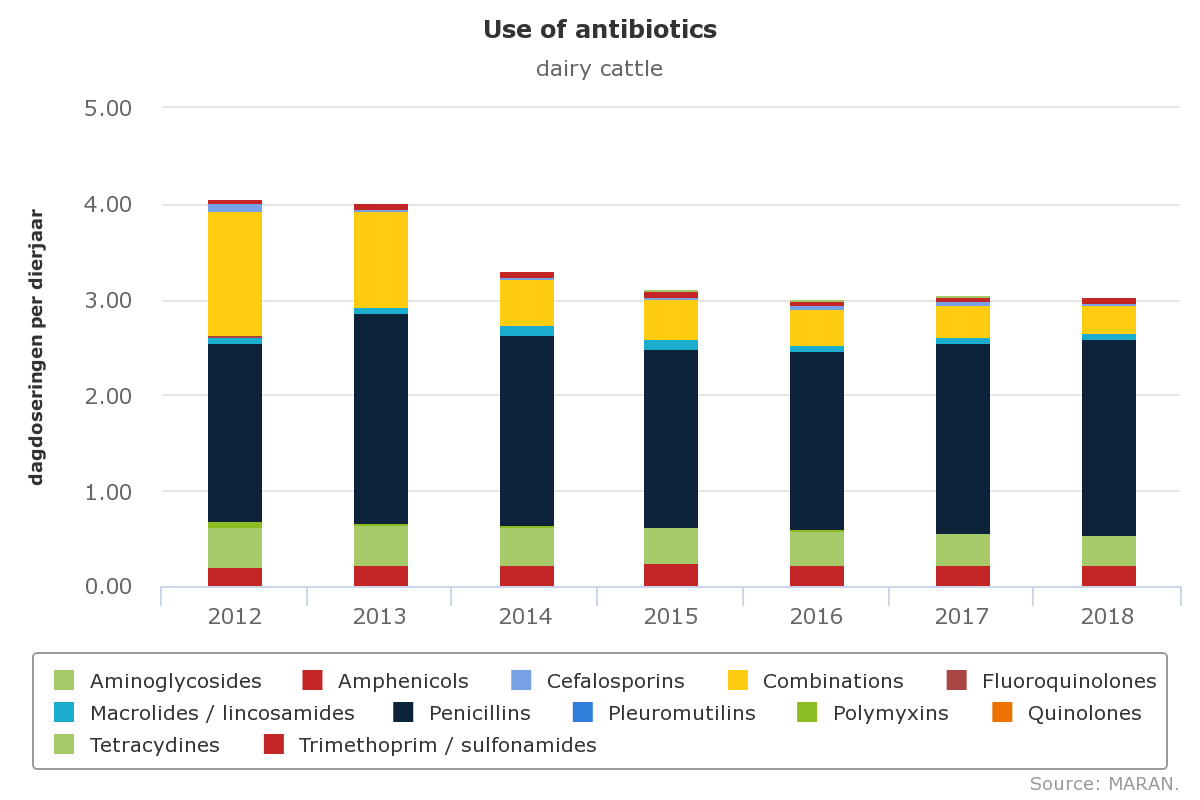 Use of antibiotics
dairy cattle
dagdoseringen per dierjaar
5.00
4.00
3.00
2.00
1.00
0.00
2012 2013 2014 2015 2016 2017 2018
Aminoglycosides Amphenicols Cefalosporins Combinations Fluoroquinolones
Macrolides / lincosamides Penicillins Pleuromutilins Polymyxins Quinolones
Tetracydines Trimethoprim / sulfonamides
Source: MARAN.